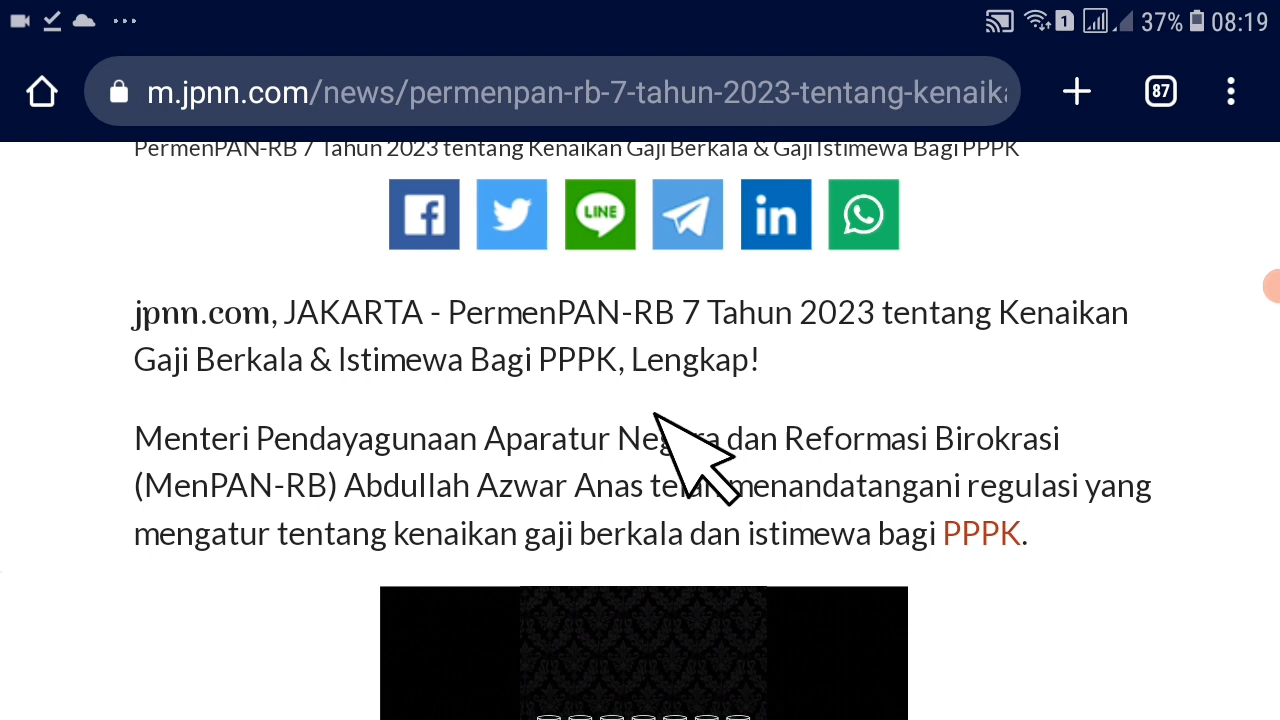 37% 08:19
m.jpnn.com/news/permenpan-rb-7-tahun-2023-tentang-kenaika
87
PermenPAN-RB 7 Tahun 2023 tentang Kenaikan Gaji Berkala & Gaji Istimewa Bagi PPPK
LINE
in
jpnn.com, JAKARTA - PermenPAN-RB 7 Tahun 2023 tentang Kenaikan
Gaji Berkala & Istimewa Bagi PPPK, Lengkap!
Menteri Pendayagunaan Aparatur Negara dan Reformasi Birokrasi
(MenPAN-RB) Abdullah Azwar Anas telah menandatangani regulasi yang
mengatur tentang kenaikan gaji berkala dan istimewa bagi PPPK.